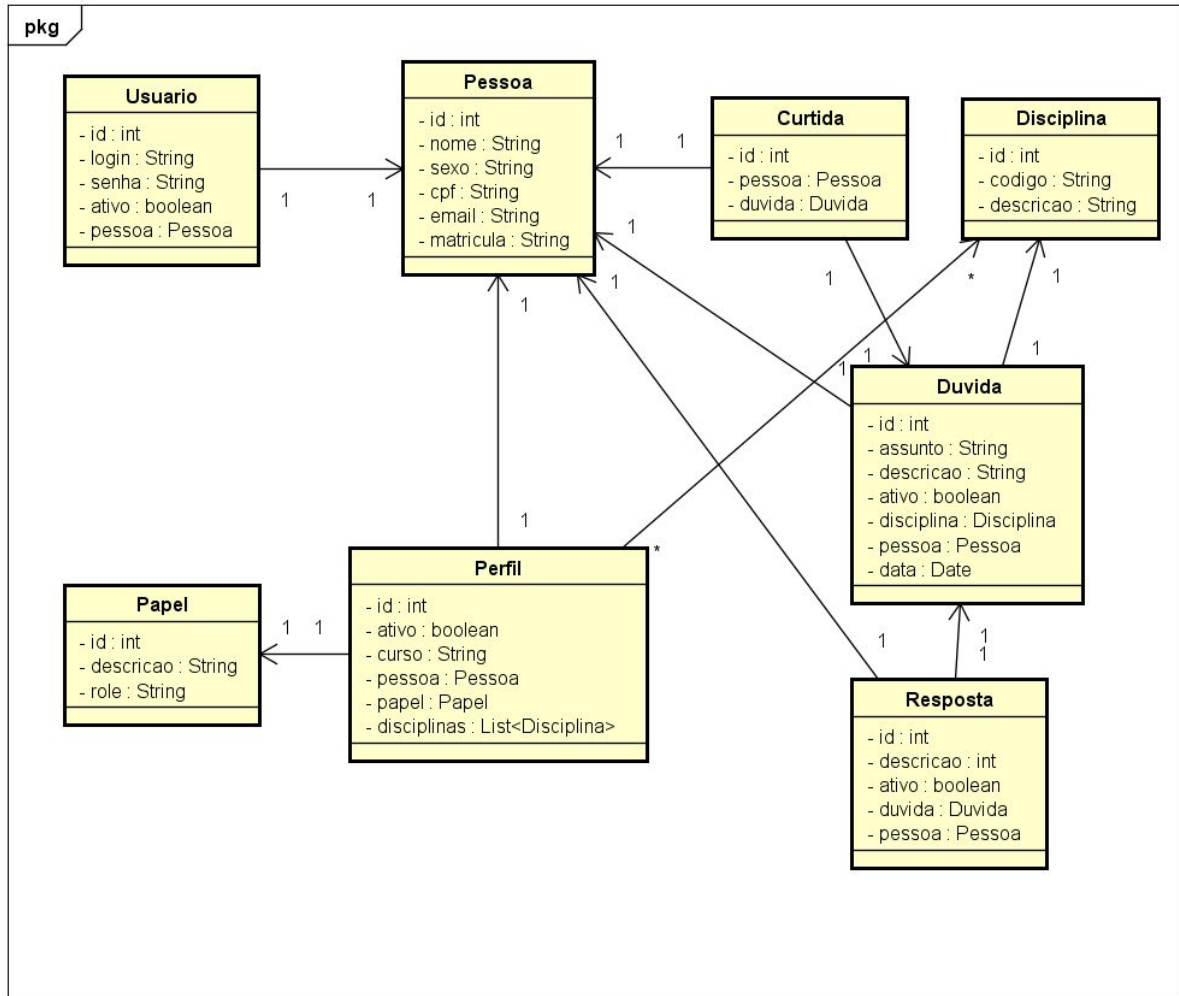 pkg
Usuario
- id : int
- login : String
- senha : String
- ativo : boolean
- pessoa : Pessoa
Pessoa
- id : int
- nome : String
- sexo : String
- cpf : String
- email : String
- matricula : String
Curtida
- id : int
- pessoa : Pessoa
- duvida : Duvida
Disciplina
- id : int
- codigo : String
- descricao : String
1
1
1
1
1
1
1
*
1
1
1
1
1
Duvida
- id : int
- assunto : String
- descricao : String
- ativo : boolean
- disciplina : Disciplina
- pessoa : Pessoa
- data : Date
1
*
Perfil
- id : int
- ativo : boolean
- curso : String
- pessoa : Pessoa
- papel : Papel
- disciplinas : List<Disciplina>
Papel
- id : int
- descricao : String
- role : String
1
1
1
1
1
Resposta
- id : int
- descricao : int
- ativo : boolean
- duvida : Duvida
- pessoa : Pessoa